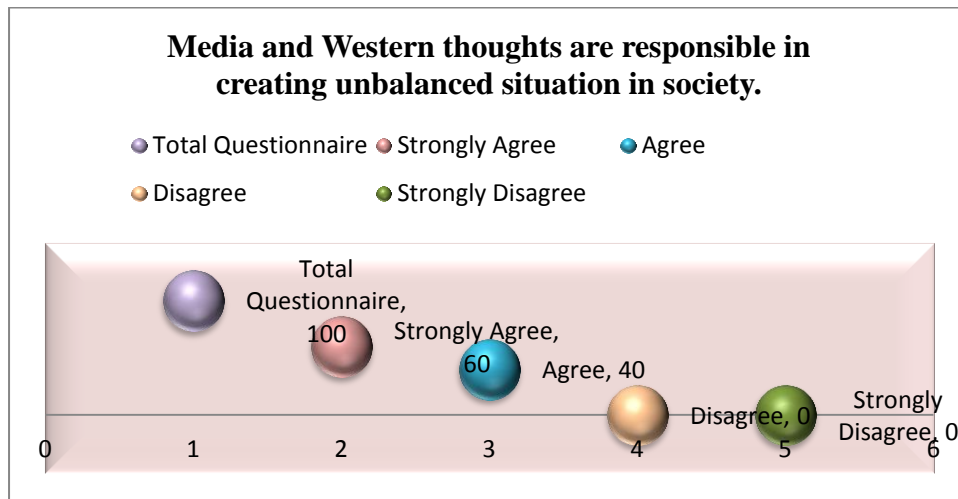 Media and Western thoughts are responsible in
creating unbalanced situation in society.
Total Questionnaire
Strongly Agree
Agree
Disagree
Strongly Disagree
Total
Questionnaire,
100
Strongly Agree,
60
Agree, 40
Disagree, 0
Strongly
Disagree, 0
0
1
2
3
4
5
6